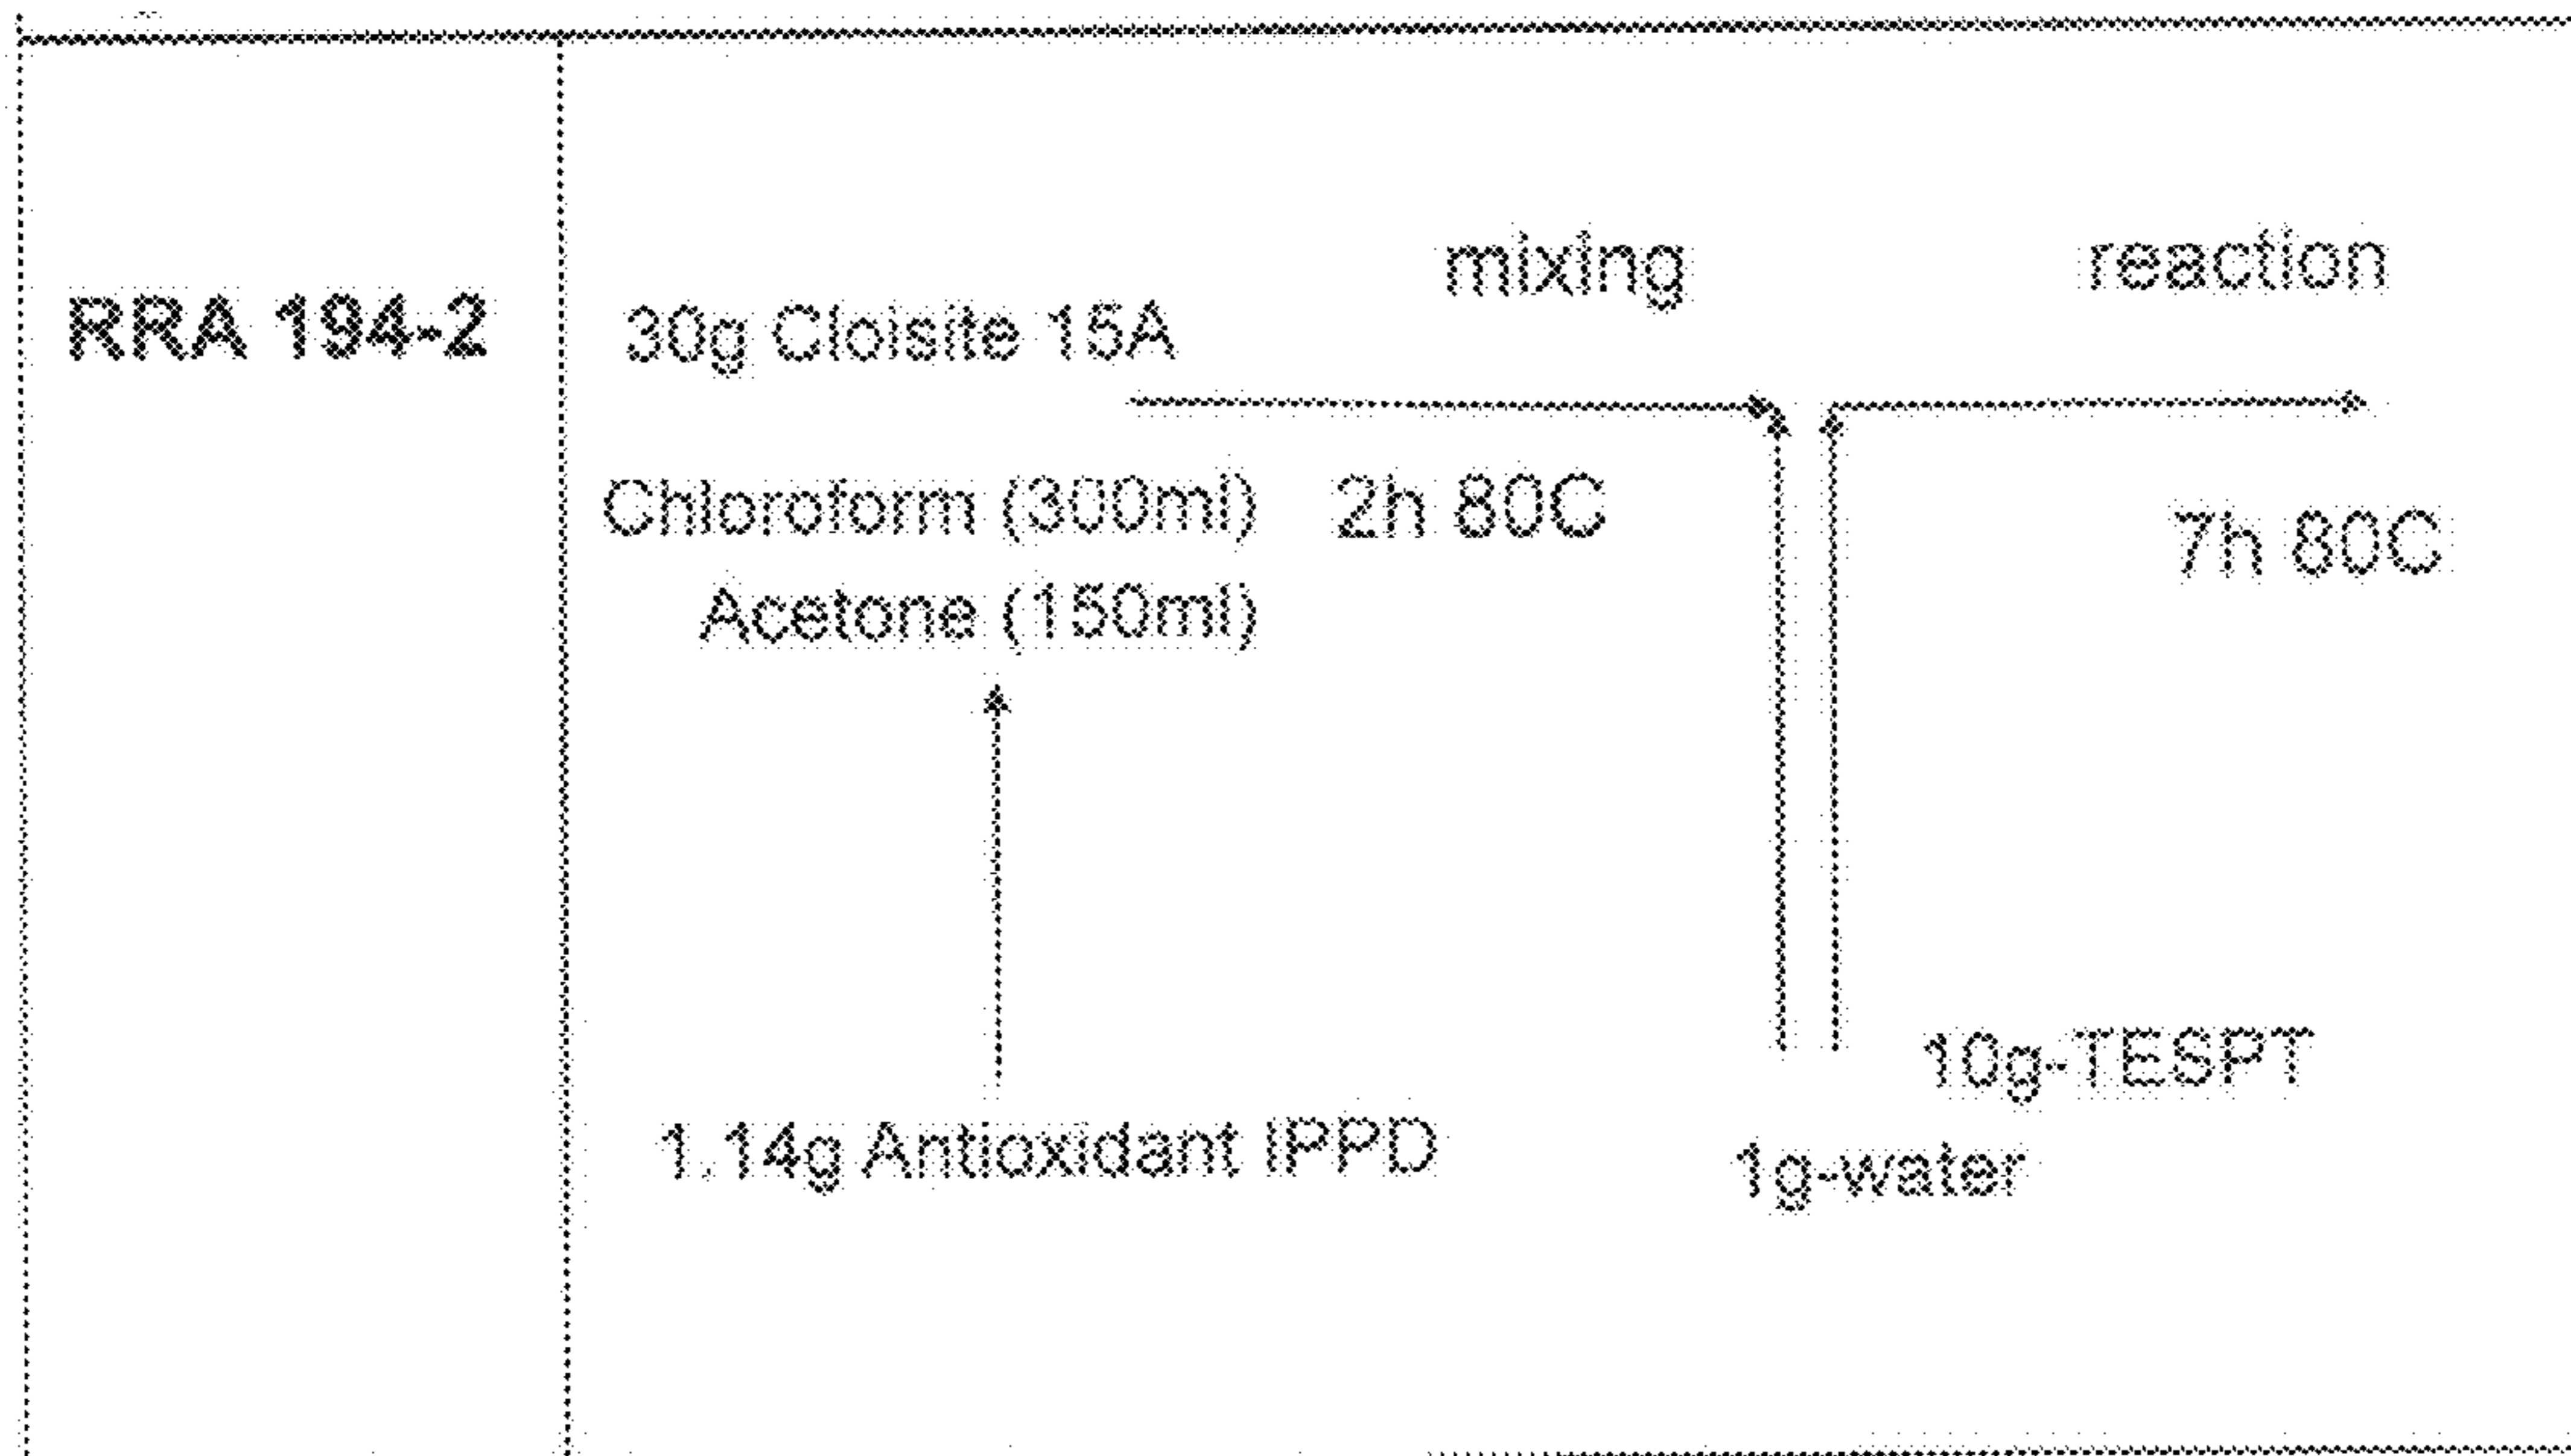 RRA 194-2
30g Cloisite 15A
mixing
reaction
Chloroform (300ml)
2h 80C
7h 80C
Acetone (150ml)
10g-TESPT
1.14g Antioxidant IPPD
1g-water